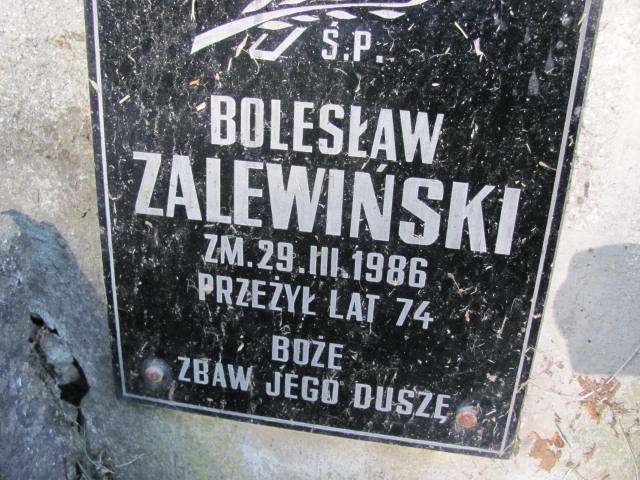 Ś.P.
BOLESŁAW
ZALEWIŃSKI
ZM. 29.III.1986
PRZEŻYŁ LAT 74
BOŻE
ZBAW JEGO DUSZĘ